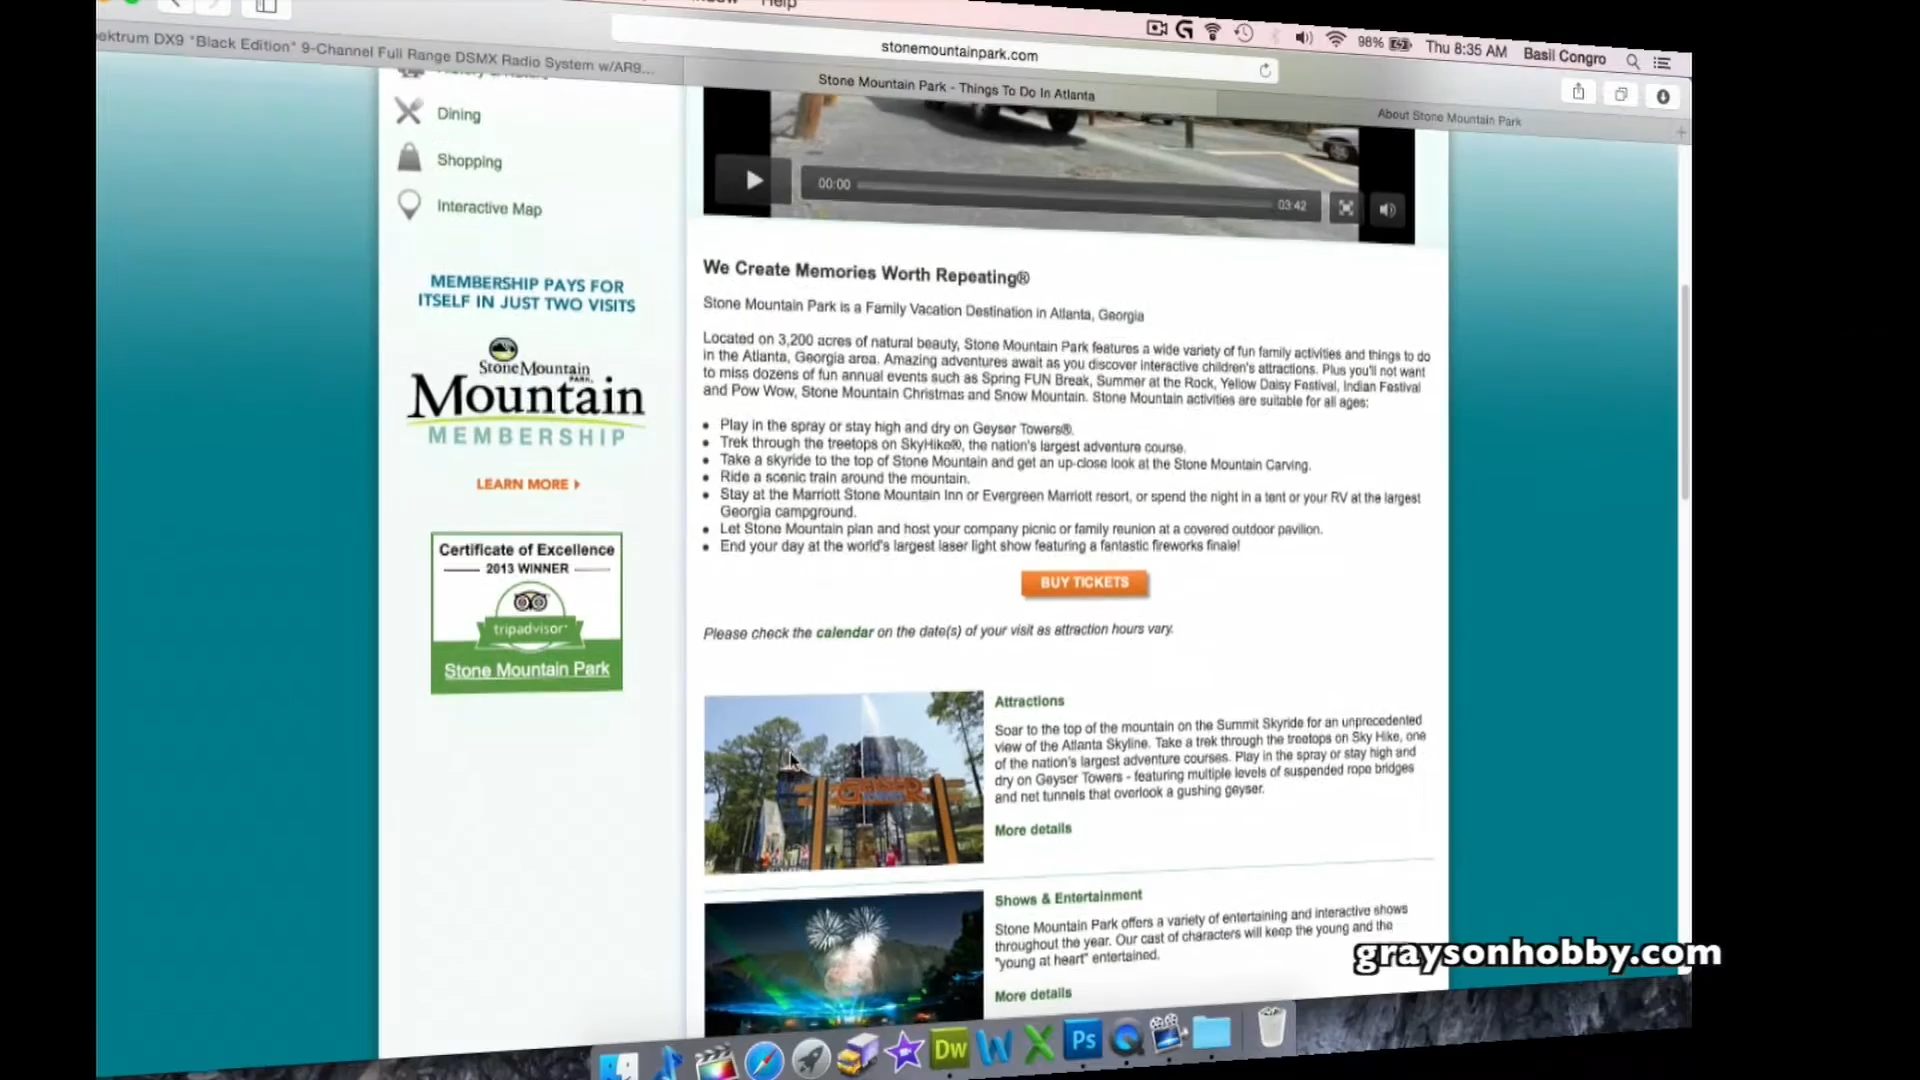 Help
98%
Thu 8:35 AM
Basil Congro
stonemountainpark.com
ektrum DX9 "Black Edition" 9-Channel Full Range DSMX Radio System w/AR9...
Stone Mountain Park - Things To Do In Atlanta
About Stone Mountain Park
Dining
Shopping
Interactive Map
MEMBERSHIP PAYS FOR
ITSELF IN JUST TWO VISITS
Stone Mountain
PARK
Mountain
MEMBERSHIP
LEARN MORE
Certificate of Excellence
2013 WINNER
tripadvisor
Stone Mountain Park
00:00
03:42
We Create Memories Worth Repeating®
Stone Mountain Park is a Family Vacation Destination in Atlanta, Georgia
Located on 3,200 acres of natural beauty, Stone Mountain Park features a wide variety of fun family activities and things to do
in the Atlanta, Georgia area. Amazing adventures await as you discover interactive children's attractions. Plus you'll not want
to miss dozens of fun annual events such as Spring FUN Break, Summer at the Rock, Yellow Daisy Festival, Indian Festival
and Pow Wow, Stone Mountain Christmas and Snow Mountain. Stone Mountain activities are suitable for all ages:
Play in the spray or stay high and dry on Geyser Towers®.
Trek through the treetops on SkyHike®, the nation's largest adventure course.
Take a skyride to the top of Stone Mountain and get an up-close look at the Stone Mountain Carving.
Ride a scenic train around the mountain.
Stay at the Marriott Stone Mountain Inn or Evergreen Marriott resort, or spend the night in a tent or your RV at the largest
Georgia campground.
Let Stone Mountain plan and host your company picnic or family reunion at a covered outdoor pavilion.
End your day at the world's largest laser light show featuring a fantastic fireworks finale!
BUY TICKETS
Please check the calendar on the date(s) of your visit as attraction hours vary.
GEYSER
Attractions
Soar to the top of the mountain on the Summit Skyride for an unprecedented
view of the Atlanta Skyline. Take a trek through the treetops on Sky Hike, one
of the nation's largest adventure courses. Play in the spray or stay high and
dry on Geyser Towers - featuring multiple levels of suspended rope bridges
and net tunnels that overlook a gushing geyser.
More details
Shows & Entertainment
Stone Mountain Park offers a variety of entertaining and interactive shows
throughout the year. Our cast of characters will keep the young and the
"young at heart" entertained.
More details
graysonhobby.com
Dw
W
X
Ps